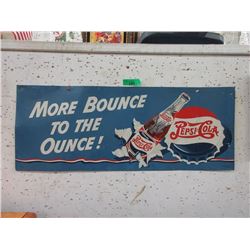 MORE BOUNCE
TO THE
OUNCE!
PEPSI-COLA
PEPSI-COLA